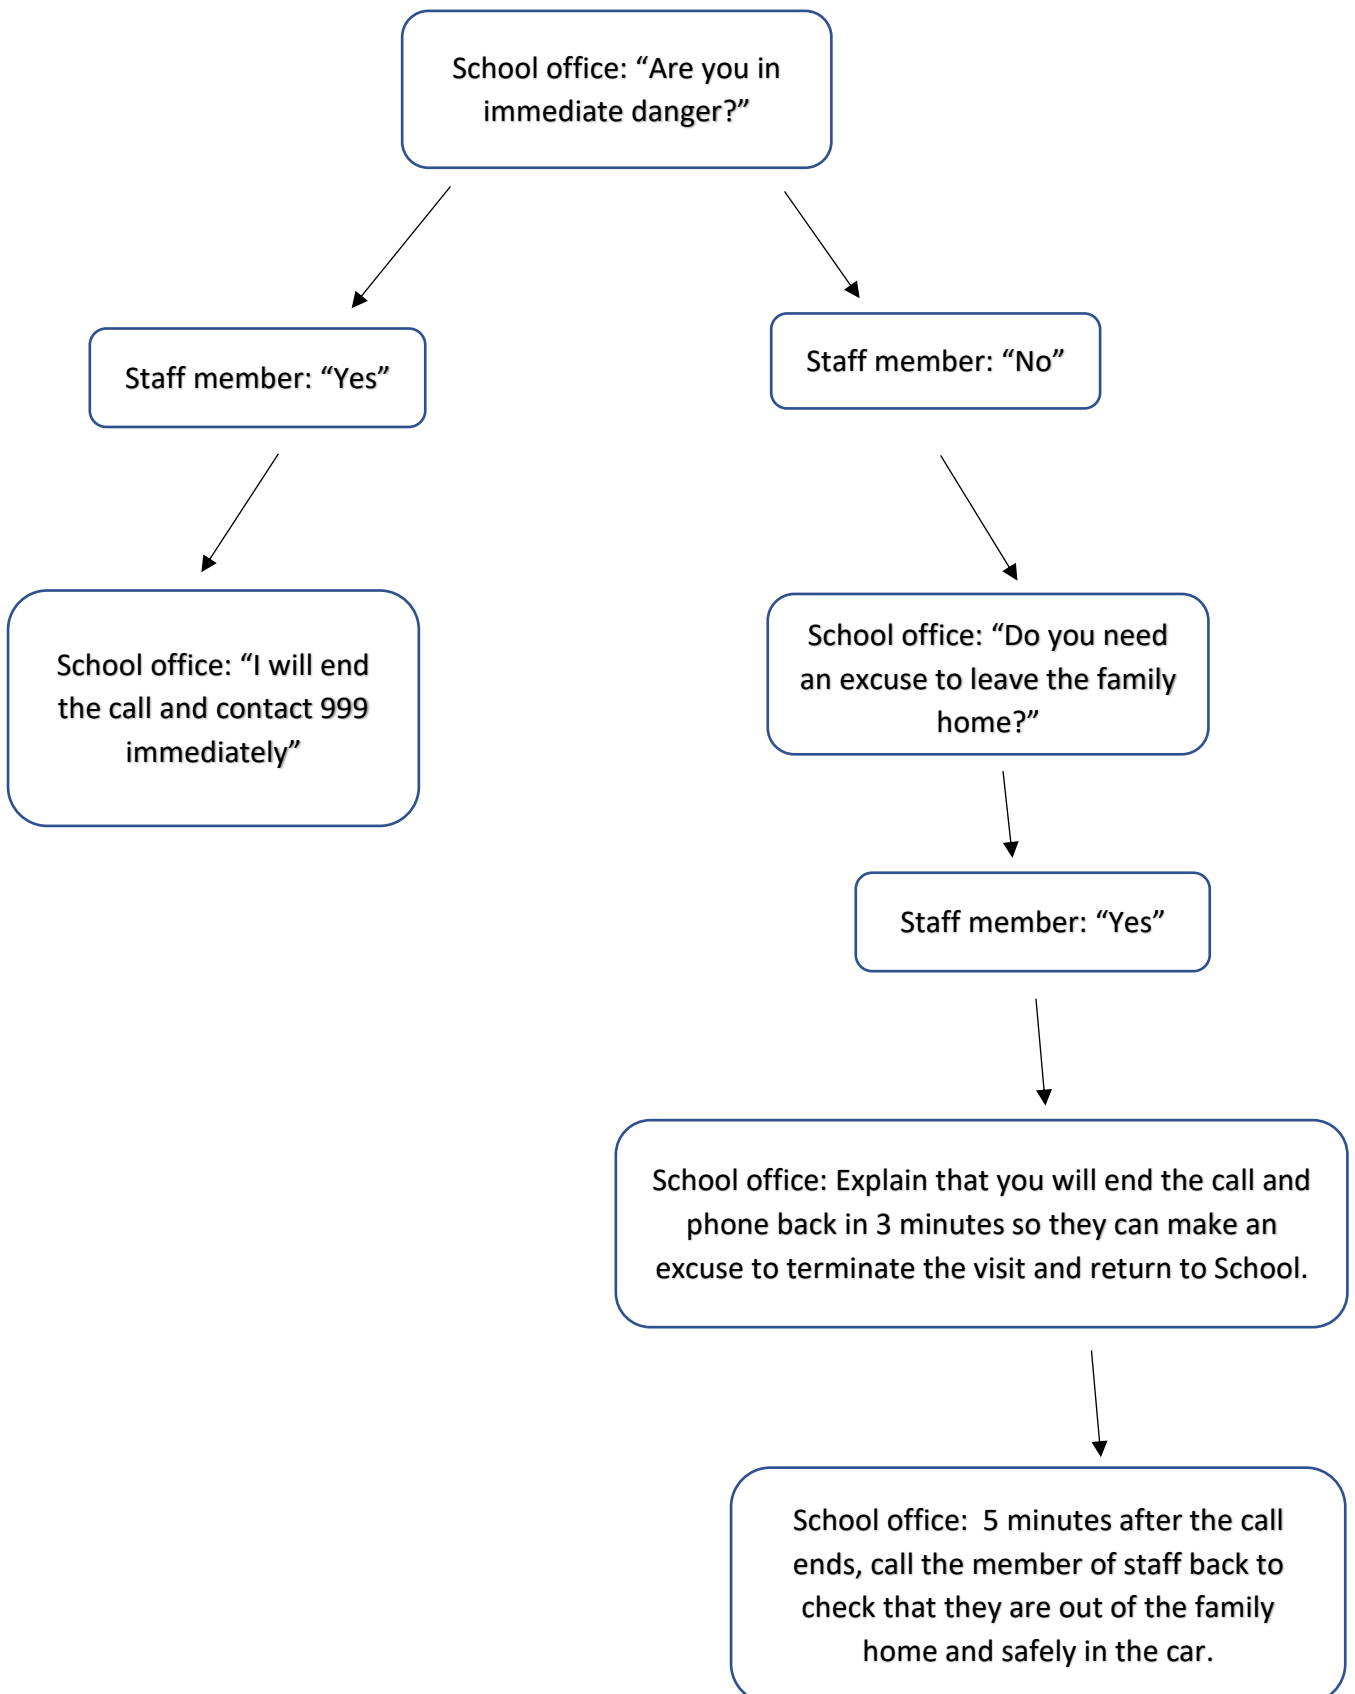 School office: “Are you in
immediate danger?”
Staff member: “Yes”
Staff member: “No”
School office: “I will end
the call and contact 999
immediately”
School office: “Do you need
an excuse to leave the family
home?”
Staff member: “Yes”
School office: Explain that you will end the call and
phone back in 3 minutes so they can make an
excuse to terminate the visit and return to School.
School office:  5 minutes after the call
ends, call the member of staff back to
check that they are out of the family
home and safely in the car.